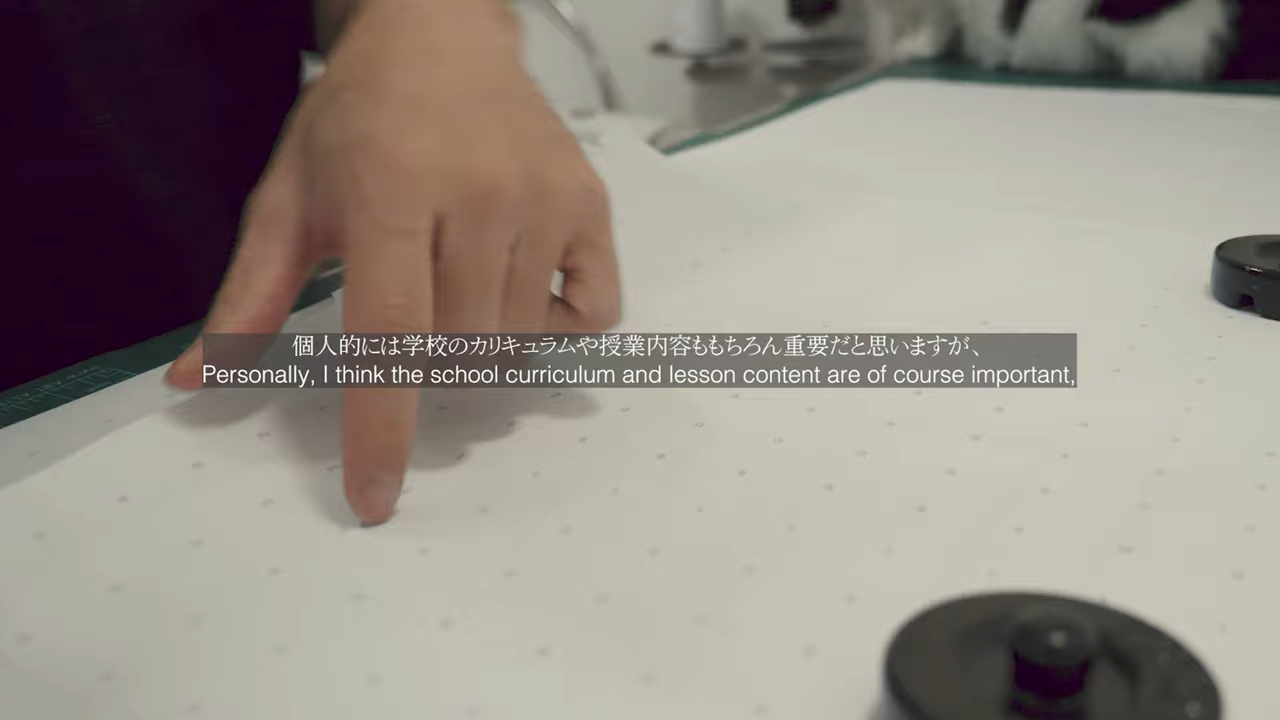 個人的には学校のカリキュラムや授業内容ももちろん重要だと思いますが、
Personally, I think the school curriculum and lesson content are of course important,